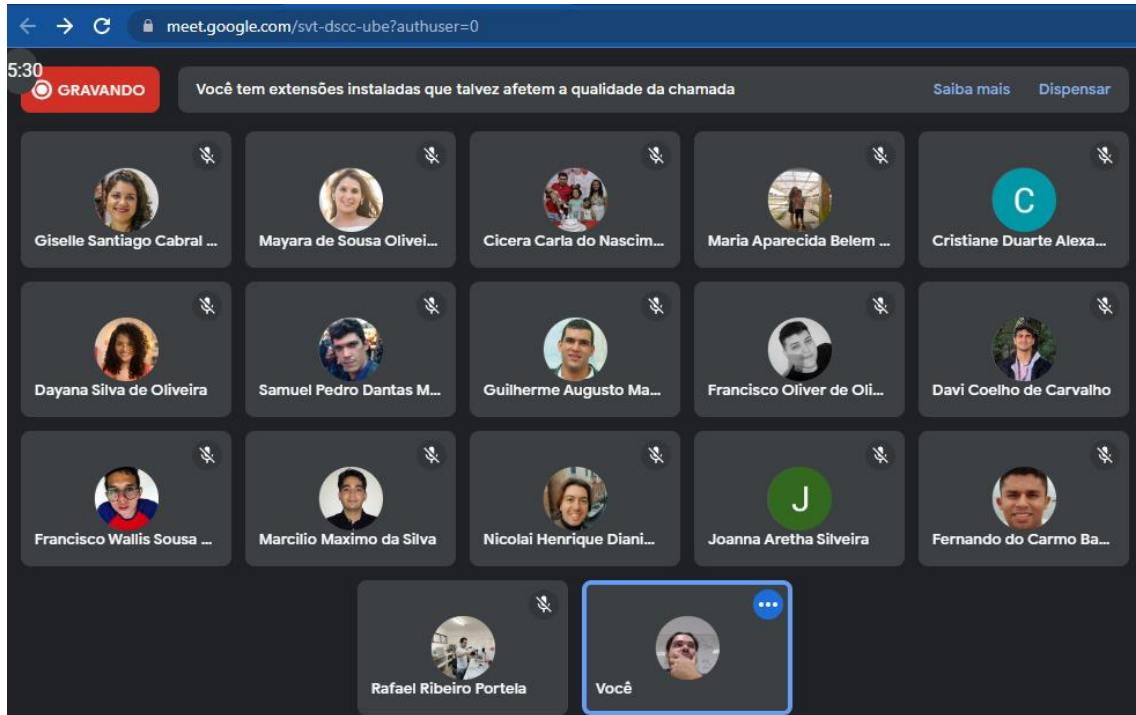 meet.google.com/svt-dscc-ube?authuser=0
5:30
GRAVANDO
Você tem extensões instaladas que talvez afetem a qualidade da chamada
Saiba mais
Dispensar
Giselle Santiago Cabral ...
Mayara de Sousa Olivei...
Cicera Carla do Nascim...
Maria Aparecida Belem ...
C
Cristiane Duarte Alexa...
Dayana Silva de Oliveira
Samuel Pedro Dantas M...
Guilherme Augusto Ma...
Francisco Oliver de Oli...
Davi Coelho de Carvalho
Francisco Wallis Sousa ...
Marcilio Maximo da Silva
Nicolai Henrique Diani...
J
Joanna Aretha Silveira
Fernando do Carmo Ba...
Rafael Ribeiro Portela
Você